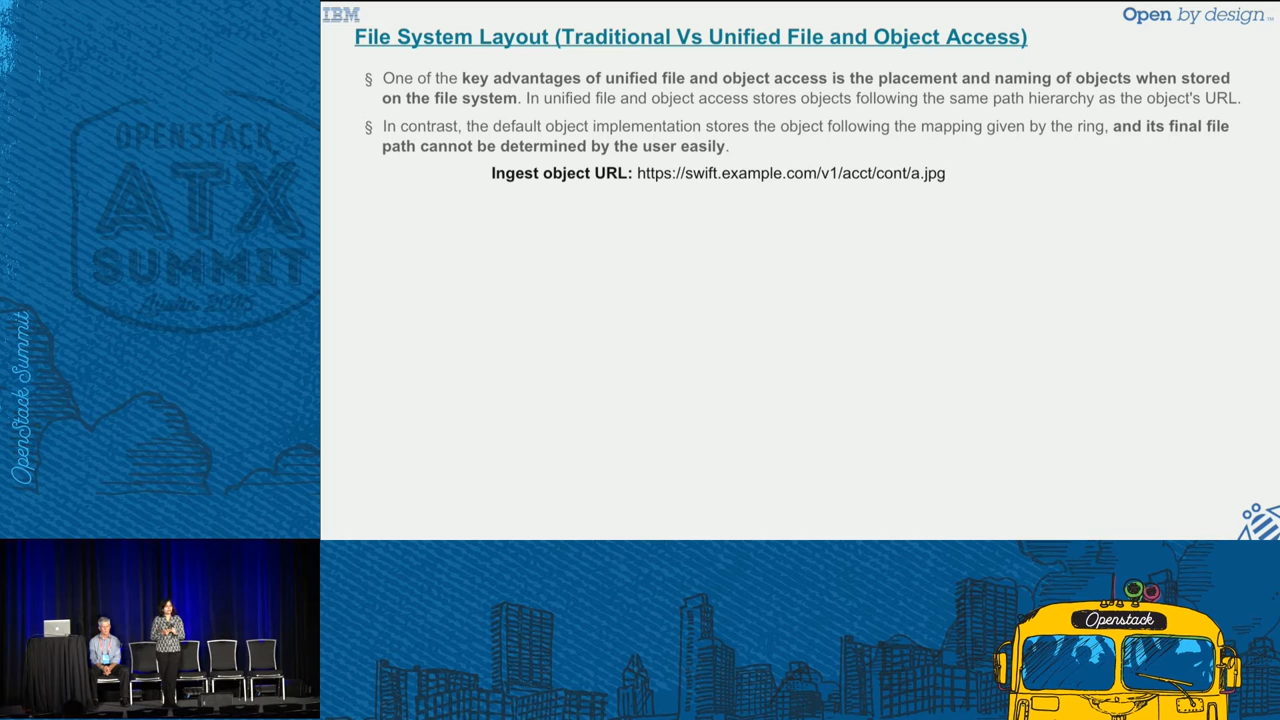 IBM
Open by design™
File System Layout (Traditional Vs Unified File and Object Access)
§ One of the key advantages of unified file and object access is the placement and naming of objects when stored
on the file system. In unified file and object access stores objects following the same path hierarchy as the object's URL.
§ In contrast, the default object implementation stores the object following the mapping given by the ring, and its final file
path cannot be determined by the user easily.
Ingest object URL: https://swift.example.com/v1/acct/cont/a.jpg
OPENSTACK
ATX
SUMMIT
Austin 2016
OpenStack Summit
Openstack